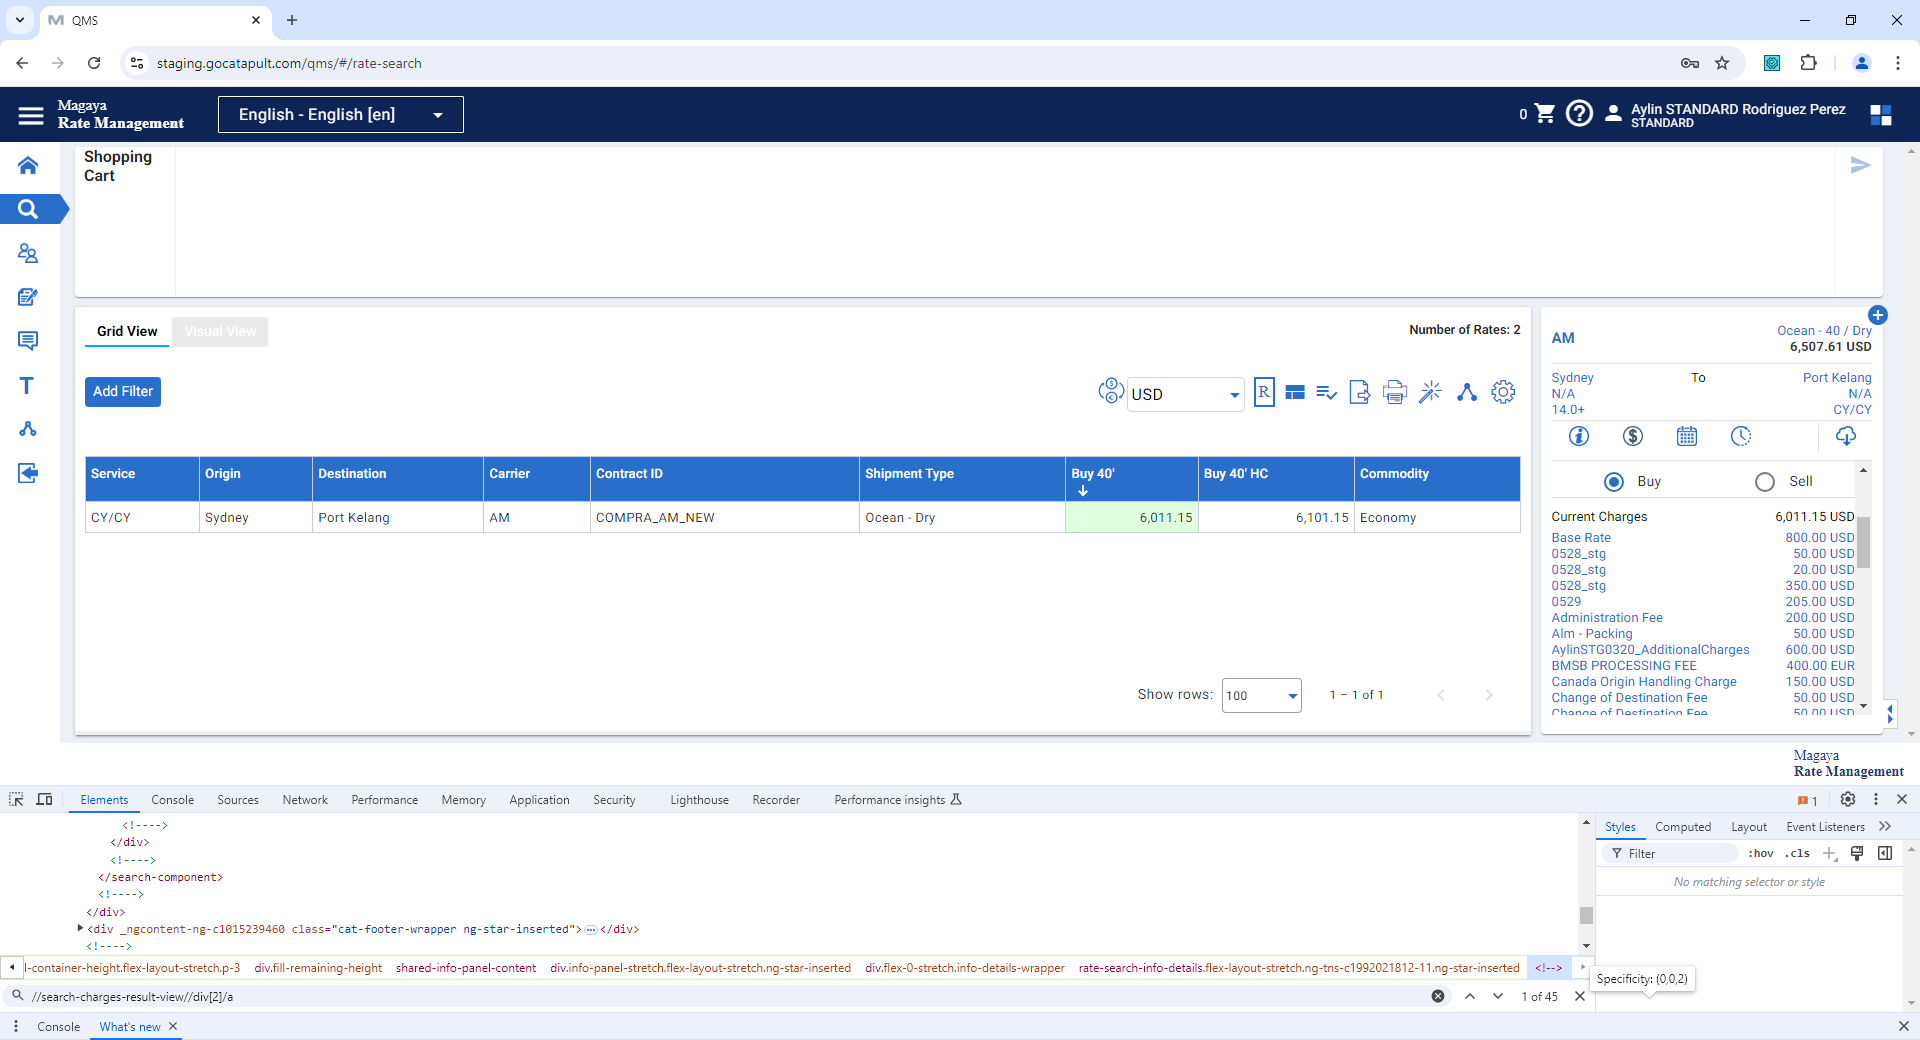 QMS
staging.gocatapult.com/qms/#/rate-search
Magaya
Rate Management
English - English [en]
0
Aylin STANDARD Rodriguez Perez
STANDARD
Shopping
Cart
Grid View
Visual View
Number of Rates: 2
Add Filter
USD
R
Service Origin Destination Carrier Contract ID Shipment Type Buy 40' Buy 40' HC Commodity
CY/CY Sydney Port Kelang AM COMPRA_AM_NEW Ocean - Dry 6,011.15 6,101.15 Economy
Show rows: 100 1 – 1 of 1
AM
Ocean - 40 / Dry
6,507.61 USD
Sydney To Port Kelang
N/A N/A
14.0+ CY/CY
Buy Sell
Current Charges 6,011.15 USD
Base Rate 800.00 USD
0528_stg 50.00 USD
0528_stg 20.00 USD
0528_stg 350.00 USD
0529 205.00 USD
Administration Fee 200.00 USD
Alm - Packing 50.00 USD
AylinSTG0320_AdditionalCharges 600.00 USD
BMSB PROCESSING FEE 400.00 EUR
Canada Origin Handling Charge 150.00 USD
Change of Destination Fee 50.00 USD
Change of Destination Fee 50.00 USD
Magaya
Rate Management
Elements Console Sources Network Performance Memory Application Security Lighthouse Recorder Performance insights 1
<!---->
</div>
<!---->
</search-component>
<!---->
</div>
<div _ngcontent-ng-c1015239460 class="cat-footer-wrapper ng-star-inserted">…</div>
<!---->
l-container-height.flex-layout-stretch.p-3 div.fill-remaining-height shared-info-panel-content div.info-panel-stretch.flex-layout-stretch.ng-star-inserted div.flex-0-stretch.info-details-wrapper rate-search-info-details.flex-layout-stretch.ng-tns-c1992021812-11.ng-star-inserted <!-->
//search-charges-result-view//div[2]/a
1 of 45
Styles Computed Layout Event Listeners
Filter :hov .cls
No matching selector or style
Specificity: (0,0,2)
Console What's new